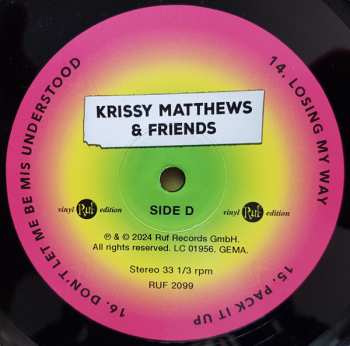 KRISSY MATTHEWS
& FRIENDS
14. LOSING MY WAY
15. PACK IT UP
16. DON'T LET ME BE MIS UNDERSTOOD
vinyl Ruf edition
SIDE D
vinyl Ruf edition
℗ & © 2024 Ruf Records GmbH.
All rights reserved. LC 01956. GEMA.
Stereo 33 1/3 rpm
RUF 2099